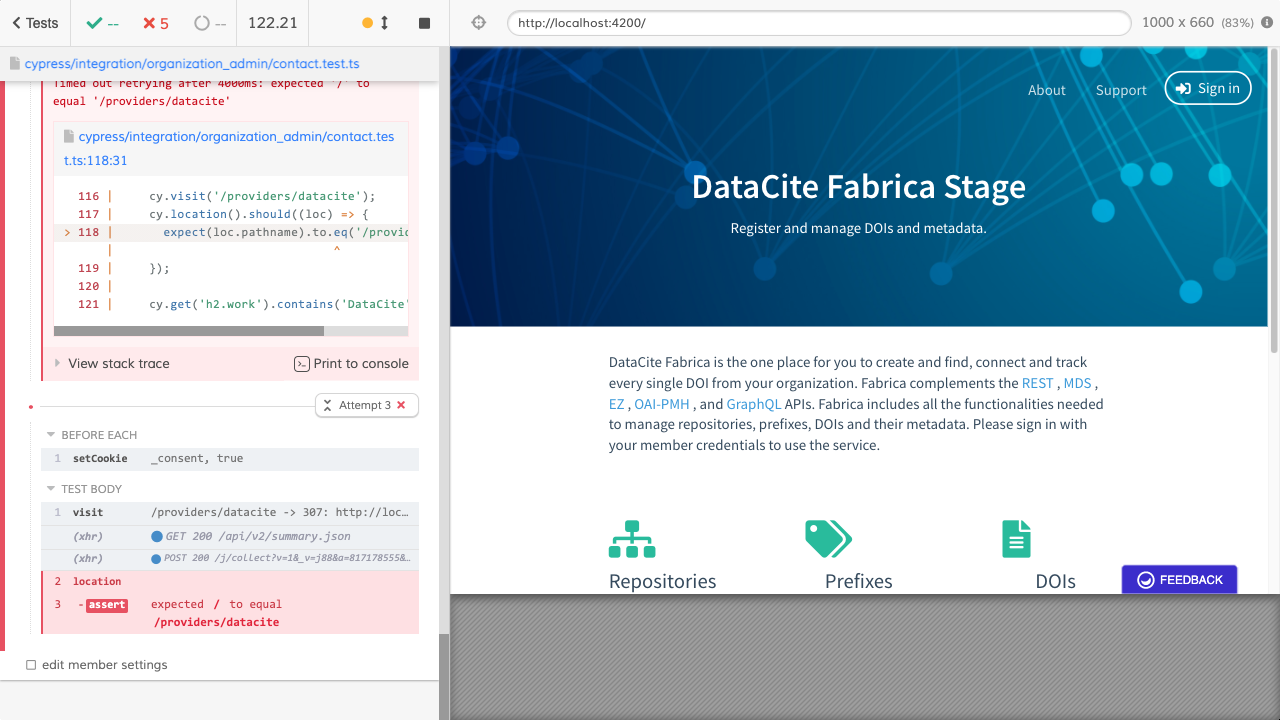 Tests
--
5
--
122.21
http://localhost:4200/
1000 x 660 (83%)
cypress/integration/organization_admin/contact.test.ts
Timed out retrying after 4000ms: expected '/' to
equal '/providers/datacite'
cypress/integration/organization_admin/contact.tes
t.ts:118:31
116 | cy.visit('/providers/datacite');
117 | cy.location().should((loc) => {
> 118 | expect(loc.pathname).to.eq('/provid
| ^
119 | });
120 |
121 | cy.get('h2.work').contains('DataCite'
View stack trace
Print to console
Attempt 3
BEFORE EACH
1 setCookie _consent, true
TEST BODY
1 visit /providers/datacite -> 307: http://loc…
(xhr) GET 200 /api/v2/summary.json
(xhr) POST 200 /j/collect?v=1&_v=j88&a=817178555&…
2 location
3 -assert expected / to equal
/providers/datacite
edit member settings
About
Support
Sign in
DataCite Fabrica Stage
Register and manage DOIs and metadata.
DataCite Fabrica is the one place for you to create and find, connect and track
every single DOI from your organization. Fabrica complements the REST , MDS ,
EZ , OAI-PMH , and GraphQL APIs. Fabrica includes all the functionalities needed
to manage repositories, prefixes, DOIs and their metadata. Please sign in with
your member credentials to use the service.
Repositories
Prefixes
DOIs
FEEDBACK